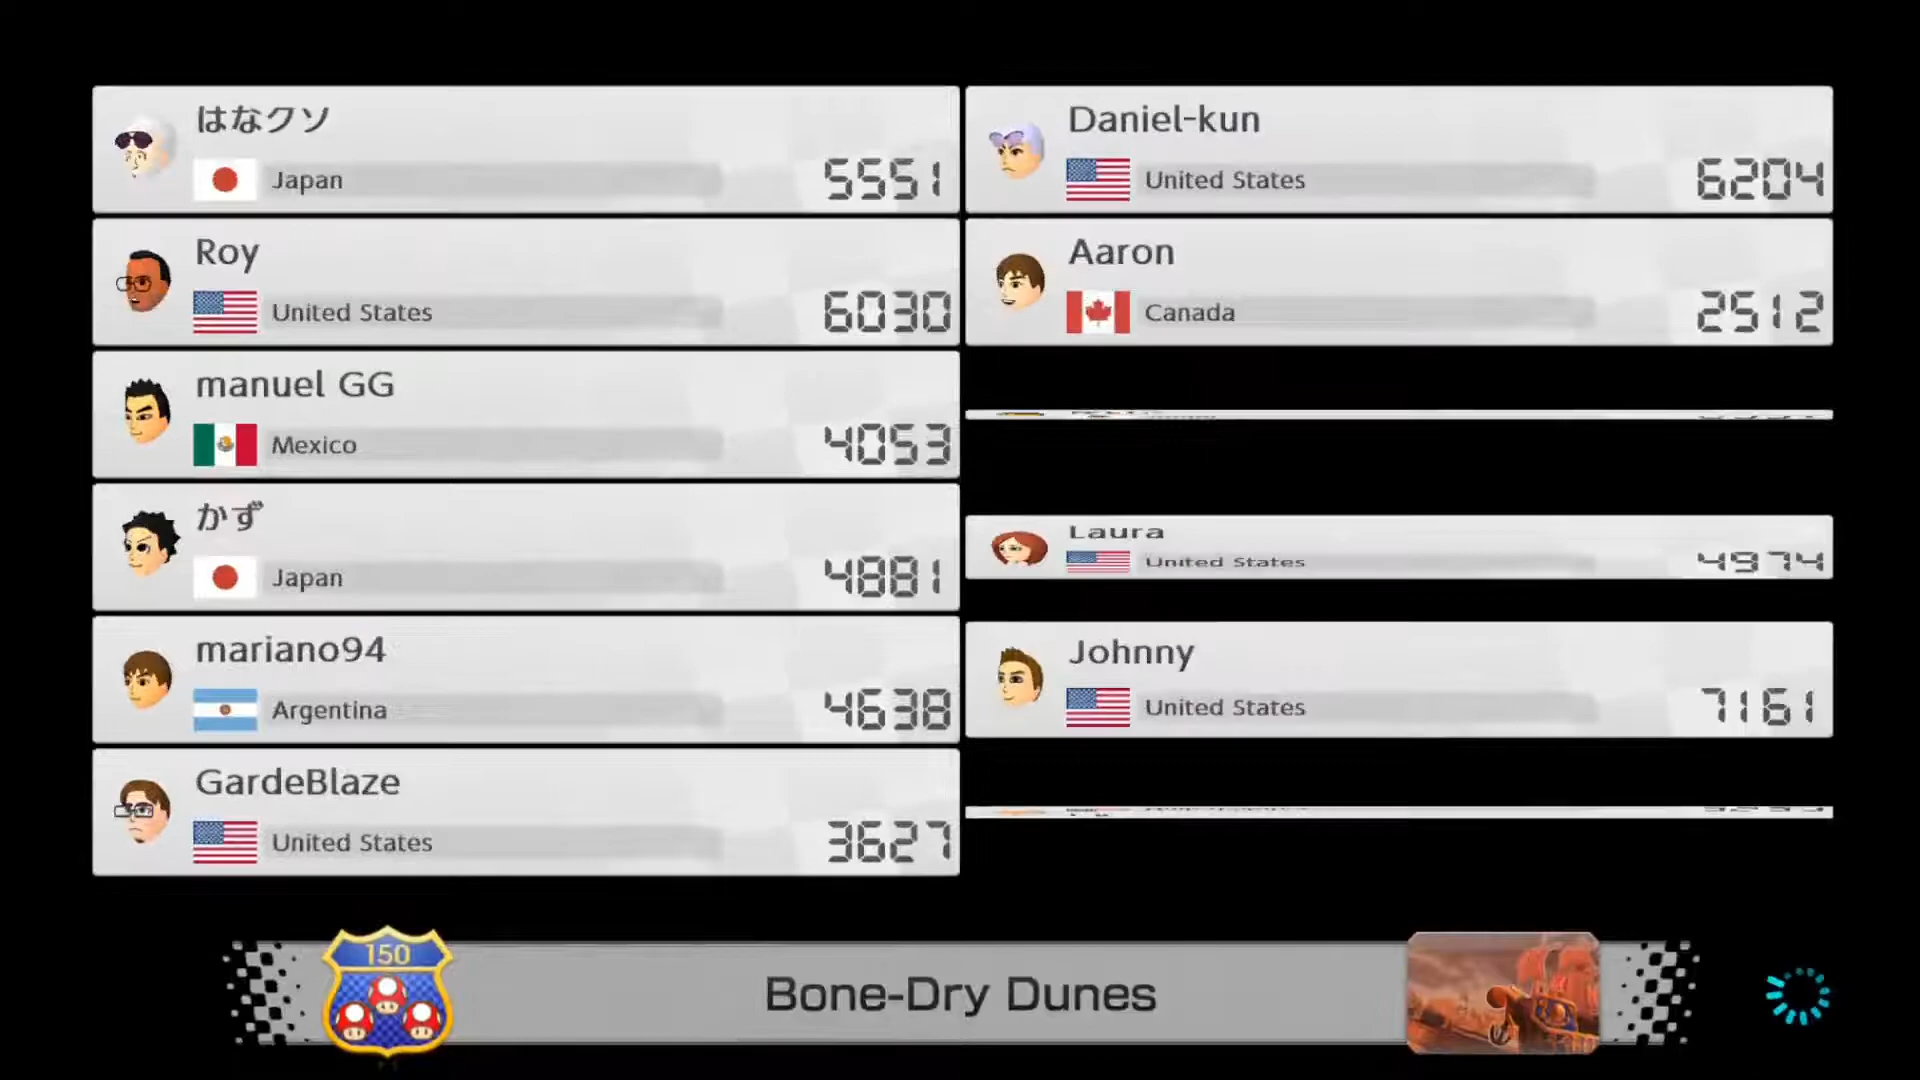 はなクソ
Japan
5551
Roy
United States
6030
manuel GG
Mexico
4053
かず
Japan
4881
mariano94
Argentina
4638
GardeBlaze
United States
3627
Daniel-kun
United States
6204
Aaron
Canada
2512
Laura
United States
4974
Johnny
United States
7161
150
Bone-Dry Dunes